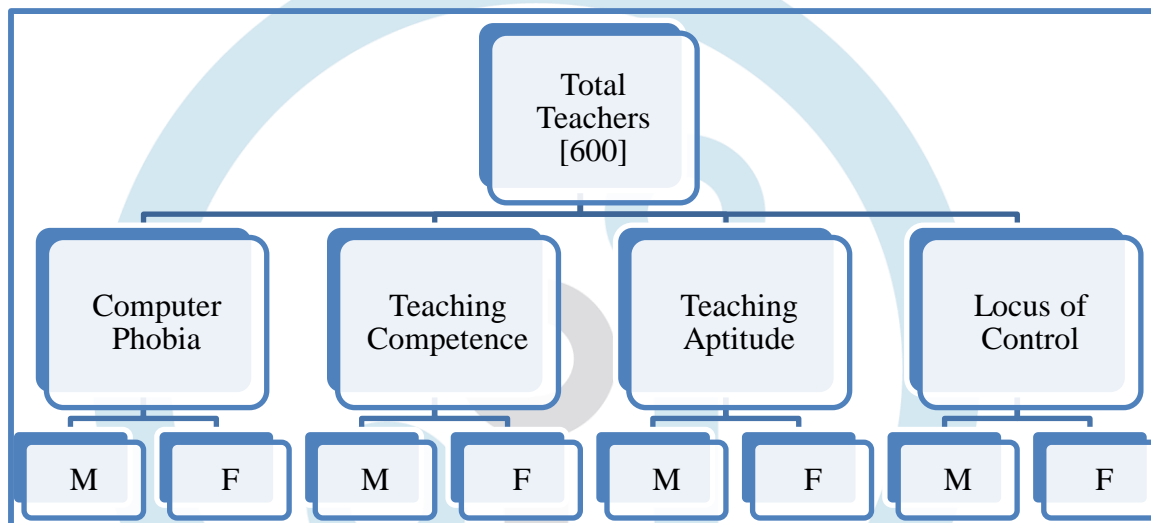 Total
Teachers
[600]
Computer
Phobia
Teaching
Competence
Teaching
Aptitude
Locus of
Control
M
F
M
F
M
F
M
F